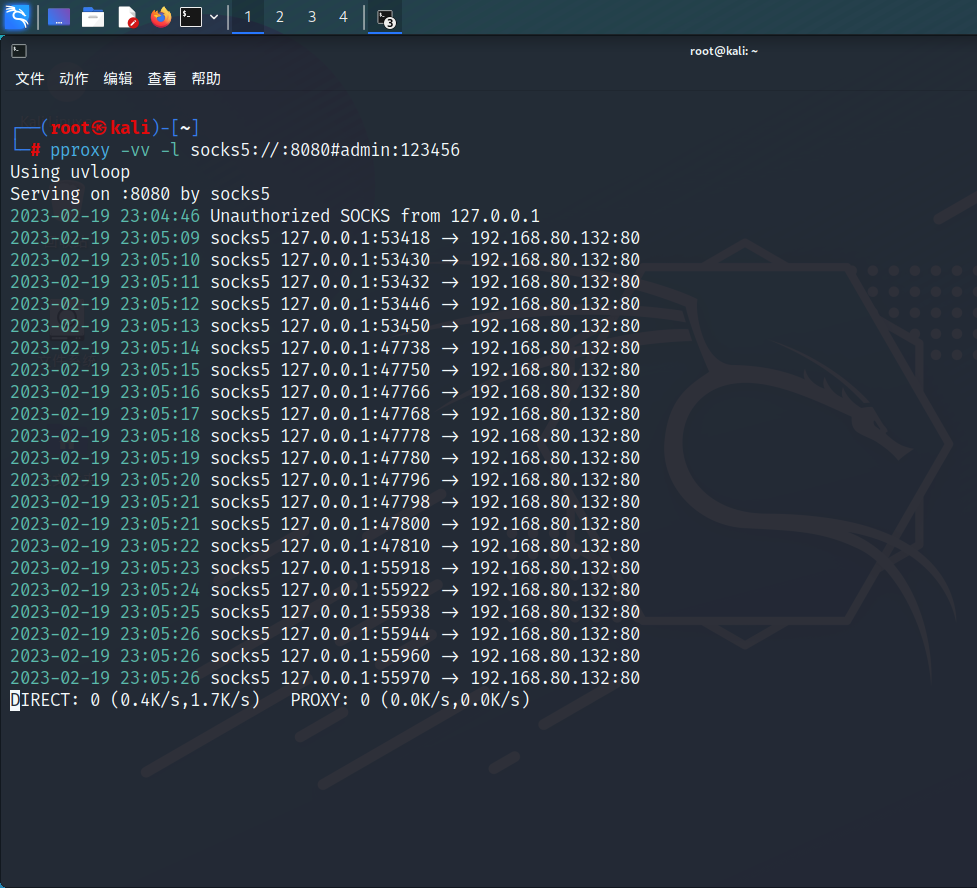 1 2 3 4 3
root@kali: ~
文件 动作 编辑 查看 帮助
┌──(root㉿kali)-[~]
└─# pproxy -vv -l socks5://:8080#admin:123456
Using uvloop
Serving on :8080 by socks5
2023-02-19 23:04:46 Unauthorized SOCKS from 127.0.0.1
2023-02-19 23:05:09 socks5 127.0.0.1:53418 → 192.168.80.132:80
2023-02-19 23:05:10 socks5 127.0.0.1:53430 → 192.168.80.132:80
2023-02-19 23:05:11 socks5 127.0.0.1:53432 → 192.168.80.132:80
2023-02-19 23:05:12 socks5 127.0.0.1:53446 → 192.168.80.132:80
2023-02-19 23:05:13 socks5 127.0.0.1:53450 → 192.168.80.132:80
2023-02-19 23:05:14 socks5 127.0.0.1:47738 → 192.168.80.132:80
2023-02-19 23:05:15 socks5 127.0.0.1:47750 → 192.168.80.132:80
2023-02-19 23:05:16 socks5 127.0.0.1:47766 → 192.168.80.132:80
2023-02-19 23:05:17 socks5 127.0.0.1:47768 → 192.168.80.132:80
2023-02-19 23:05:18 socks5 127.0.0.1:47778 → 192.168.80.132:80
2023-02-19 23:05:19 socks5 127.0.0.1:47780 → 192.168.80.132:80
2023-02-19 23:05:20 socks5 127.0.0.1:47796 → 192.168.80.132:80
2023-02-19 23:05:21 socks5 127.0.0.1:47798 → 192.168.80.132:80
2023-02-19 23:05:21 socks5 127.0.0.1:47800 → 192.168.80.132:80
2023-02-19 23:05:22 socks5 127.0.0.1:47810 → 192.168.80.132:80
2023-02-19 23:05:23 socks5 127.0.0.1:55918 → 192.168.80.132:80
2023-02-19 23:05:24 socks5 127.0.0.1:55922 → 192.168.80.132:80
2023-02-19 23:05:25 socks5 127.0.0.1:55938 → 192.168.80.132:80
2023-02-19 23:05:26 socks5 127.0.0.1:55944 → 192.168.80.132:80
2023-02-19 23:05:26 socks5 127.0.0.1:55960 → 192.168.80.132:80
2023-02-19 23:05:26 socks5 127.0.0.1:55970 → 192.168.80.132:80
DIRECT: 0 (0.4K/s,1.7K/s)   PROXY: 0 (0.0K/s,0.0K/s)